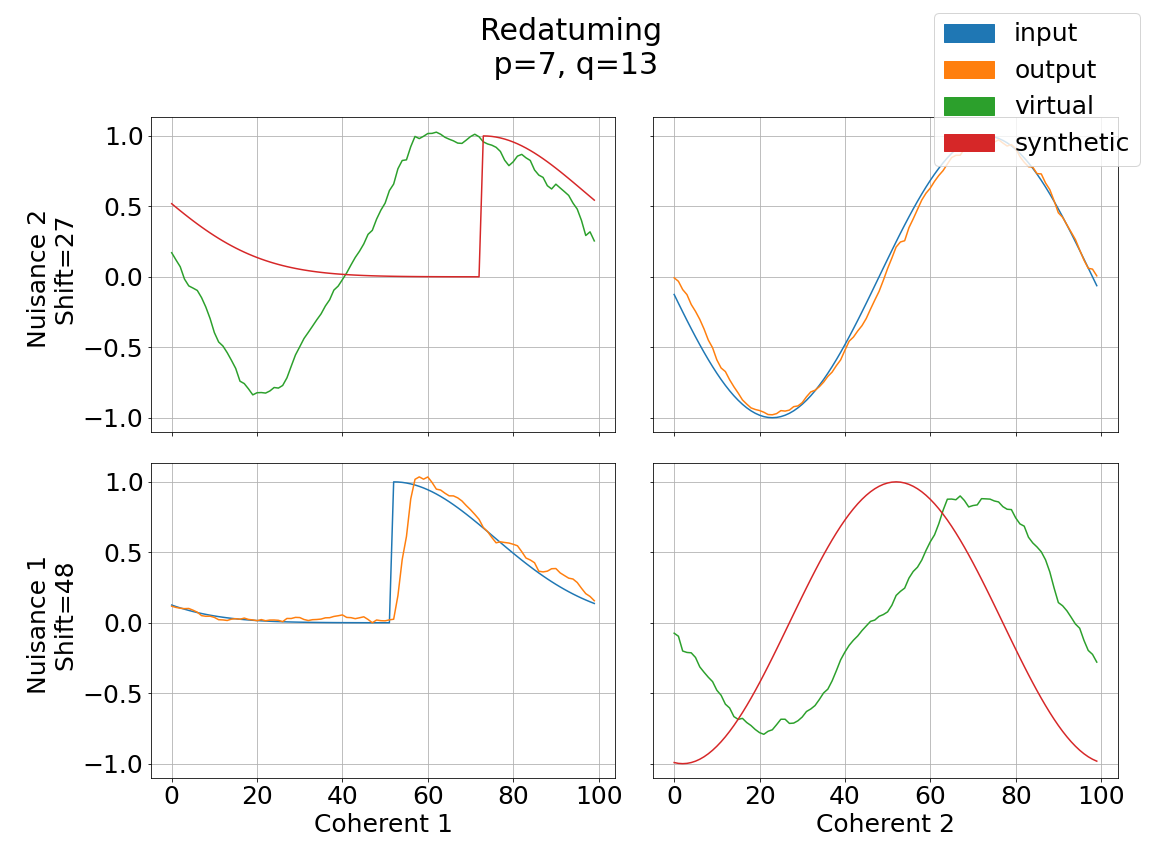 Redatuming
p=7, q=13
input
output
virtual
synthetic
Nuisance 2
Shift=27
1.0
0.5
0.0
−0.5
−1.0
Nuisance 1
Shift=48
1.0
0.5
0.0
−0.5
−1.0
0 20 40 60 80 100
0 20 40 60 80 100
Coherent 1
Coherent 2